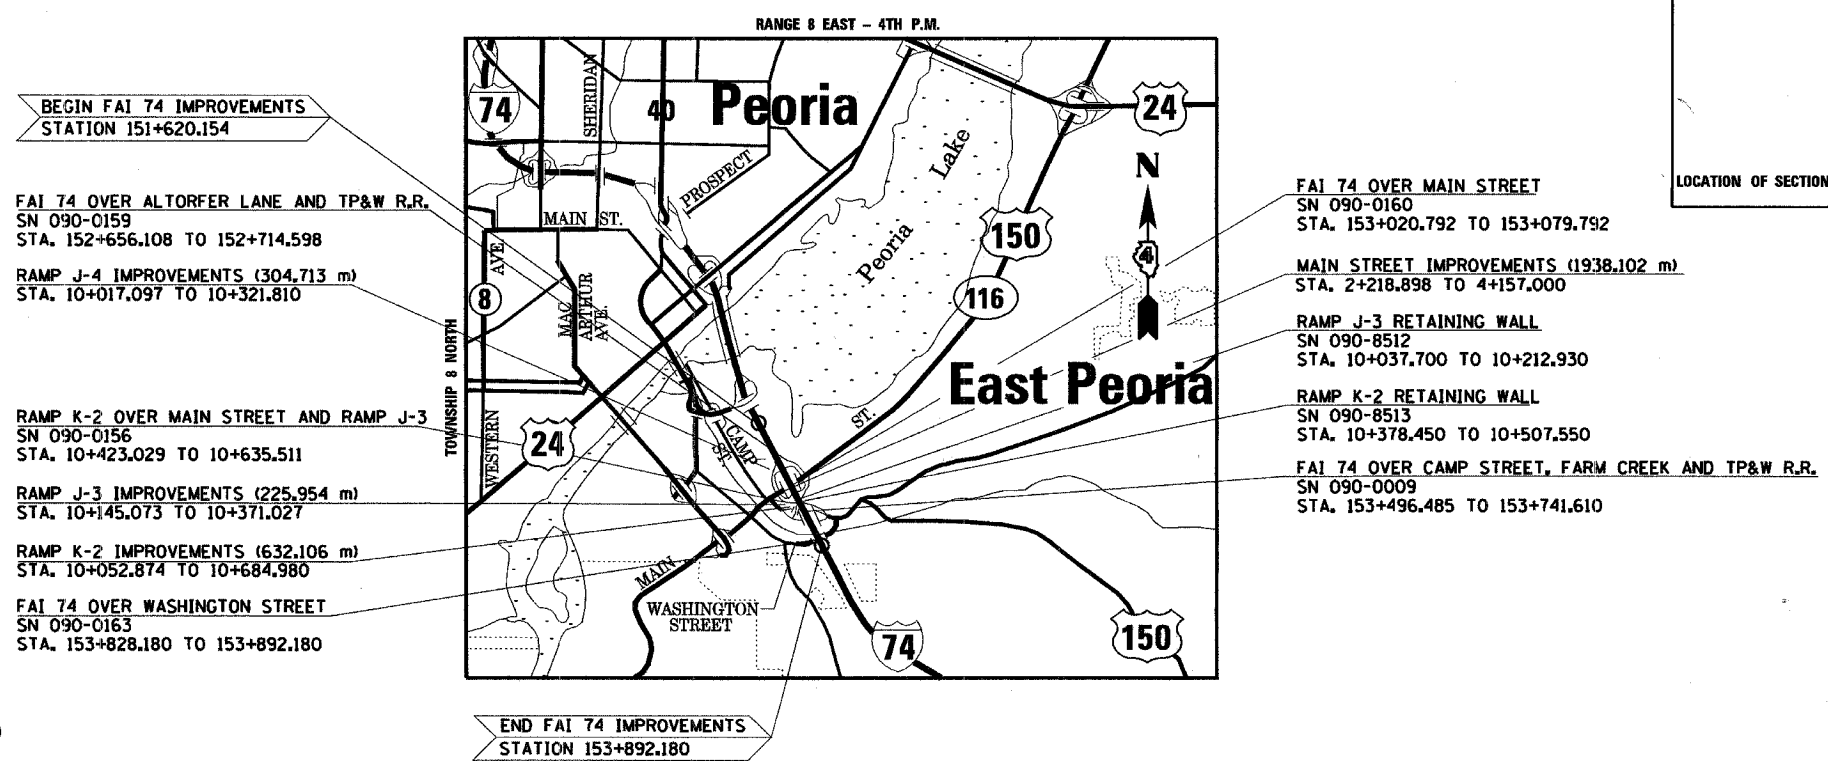 RANGE 8 EAST - 4TH P.M.
BEGIN FAI 74 IMPROVEMENTS
STATION 151+620.154
FAI 74 OVER ALTORFER LANE AND TP&W R.R.
SN 090-0159
STA. 152+656.108 TO 152+714.598
RAMP J-4 IMPROVEMENTS (304.713 m)
STA. 10+017.097 TO 10+321.810
RAMP K-2 OVER MAIN STREET AND RAMP J-3
SN 090-0156
STA. 10+423.029 TO 10+635.511
RAMP J-3 IMPROVEMENTS (225.954 m)
STA. 10+145.073 TO 10+371.027
RAMP K-2 IMPROVEMENTS (632.106 m)
STA. 10+052.874 TO 10+684.980
FAI 74 OVER WASHINGTON STREET
SN 090-0163
STA. 153+828.180 TO 153+892.180
TOWNSHIP 8 NORTH
74
SHERIDAN
40
Peoria
24
PROSPECT
Lake
N
MAIN ST.
150
Peoria
4
AVE
8
MAC
ARTHUR
AVE.
116
East Peoria
WESTERN
24
CAMP
ST.
ST.
MAIN
WASHINGTON
STREET
74
150
END FAI 74 IMPROVEMENTS
STATION 153+892.180
FAI 74 OVER MAIN STREET
SN 090-0160
STA. 153+020.792 TO 153+079.792
MAIN STREET IMPROVEMENTS (1938.102 m)
STA. 2+218.898 TO 4+157.000
RAMP J-3 RETAINING WALL
SN 090-8512
STA. 10+037.700 TO 10+212.930
RAMP K-2 RETAINING WALL
SN 090-8513
STA. 10+378.450 TO 10+507.550
FAI 74 OVER CAMP STREET, FARM CREEK AND TP&W R.R.
SN 090-0009
STA. 153+496.485 TO 153+741.610
LOCATION OF SECTION